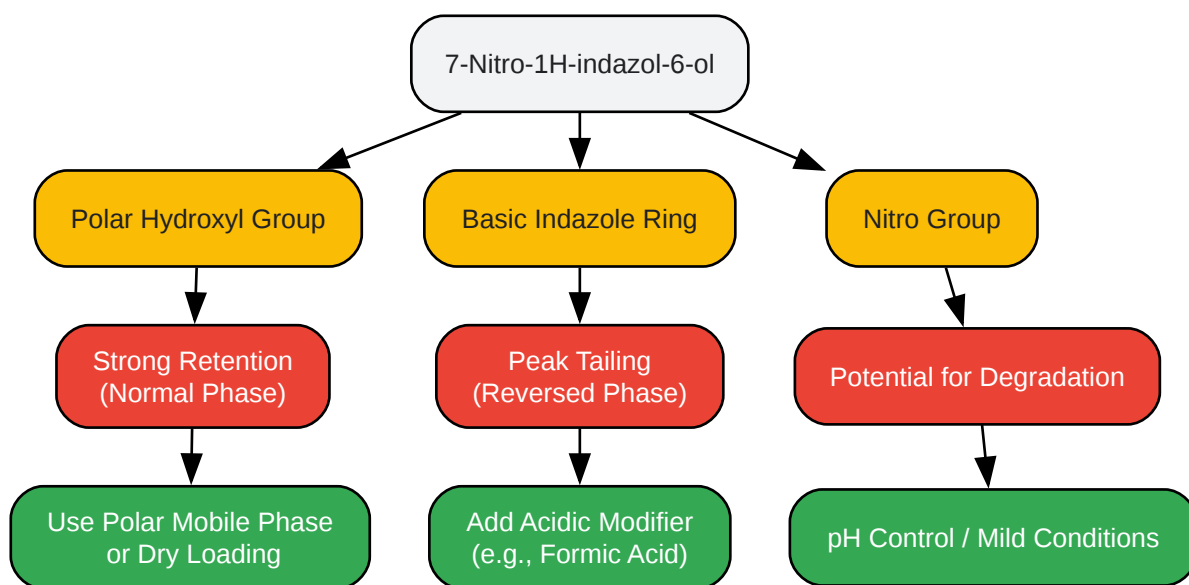 7-Nitro-1H-indazol-6-ol
Polar Hydroxyl Group
Basic Indazole Ring
Nitro Group
Strong Retention
(Normal Phase)
Peak Tailing
(Reversed Phase)
Potential for Degradation
Use Polar Mobile Phase
or Dry Loading
Add Acidic Modifier
(e.g., Formic Acid)
pH Control / Mild Conditions